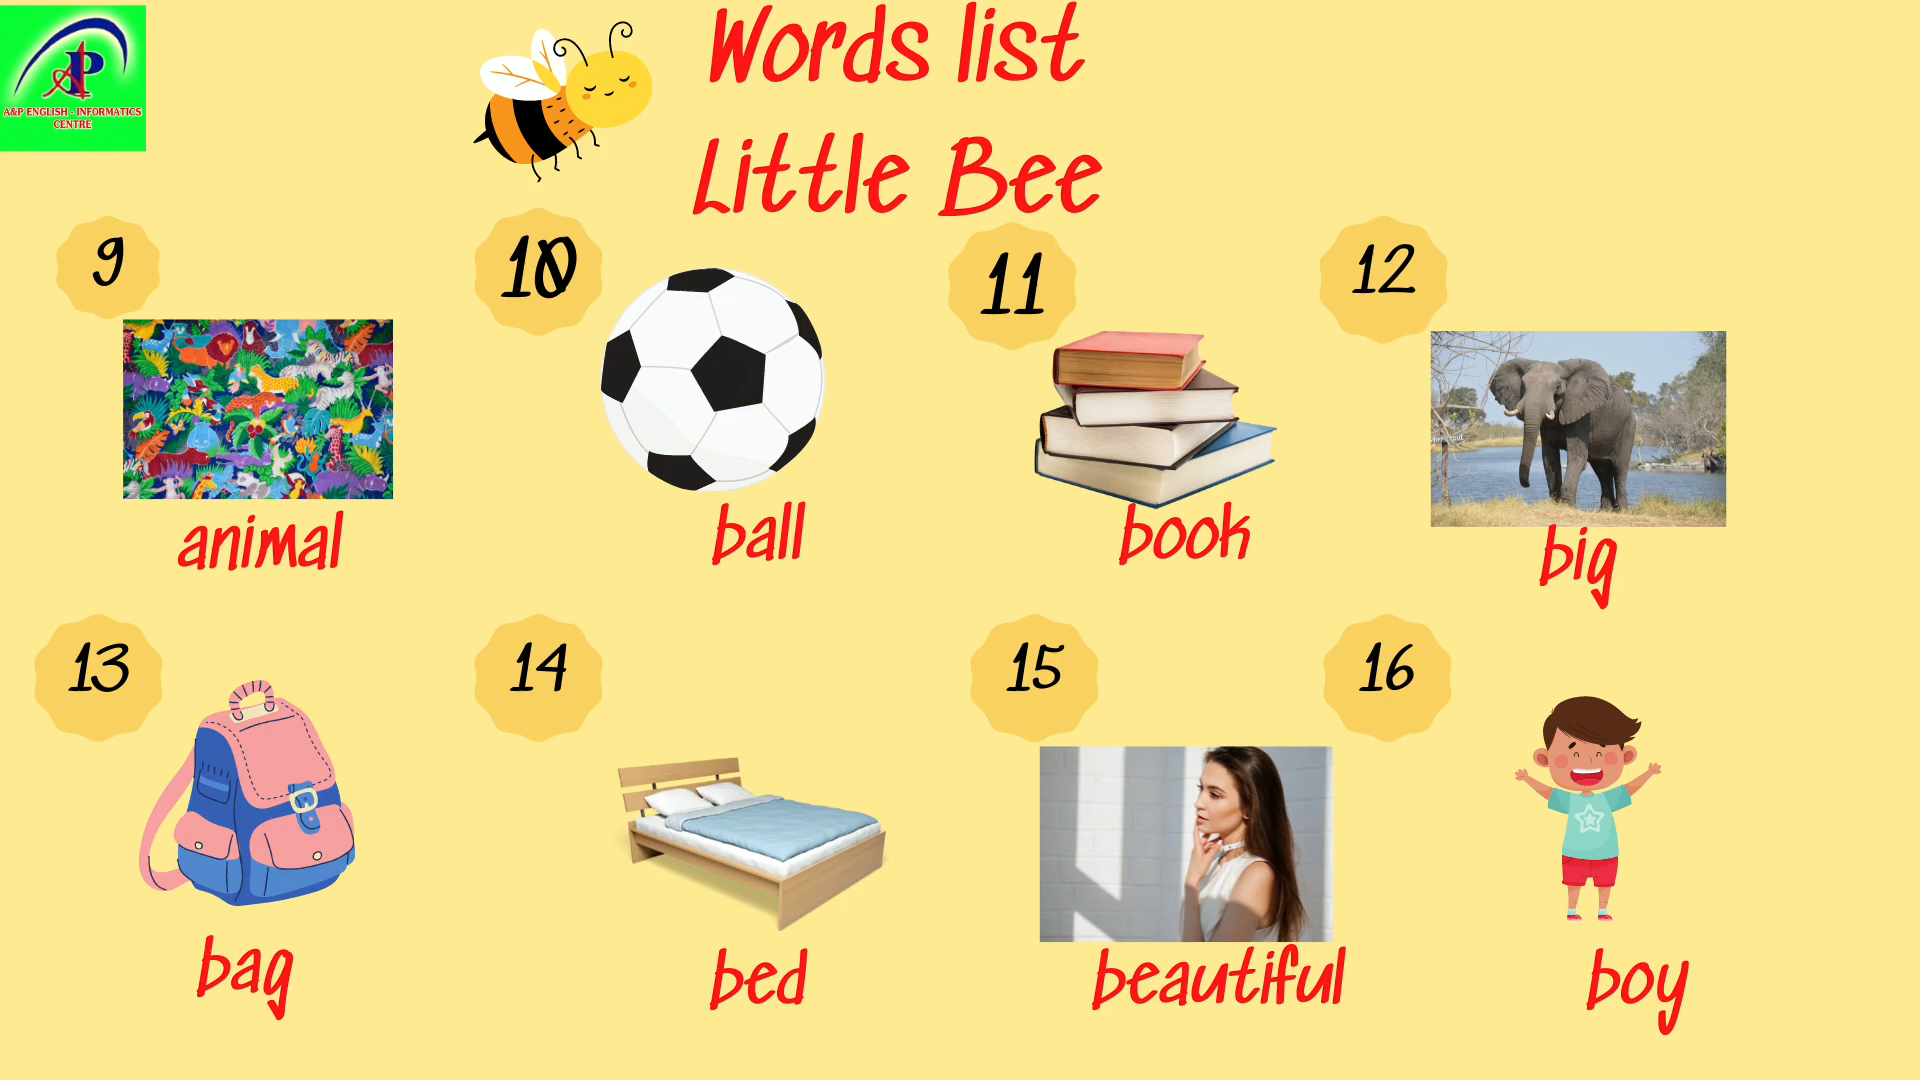 A&P ENGLISH - INFORMATICS
CENTRE
Words list
Little Bee
9
10
11
12
animal
ball
book
big
13
14
15
16
bag
bed
beautiful
boy